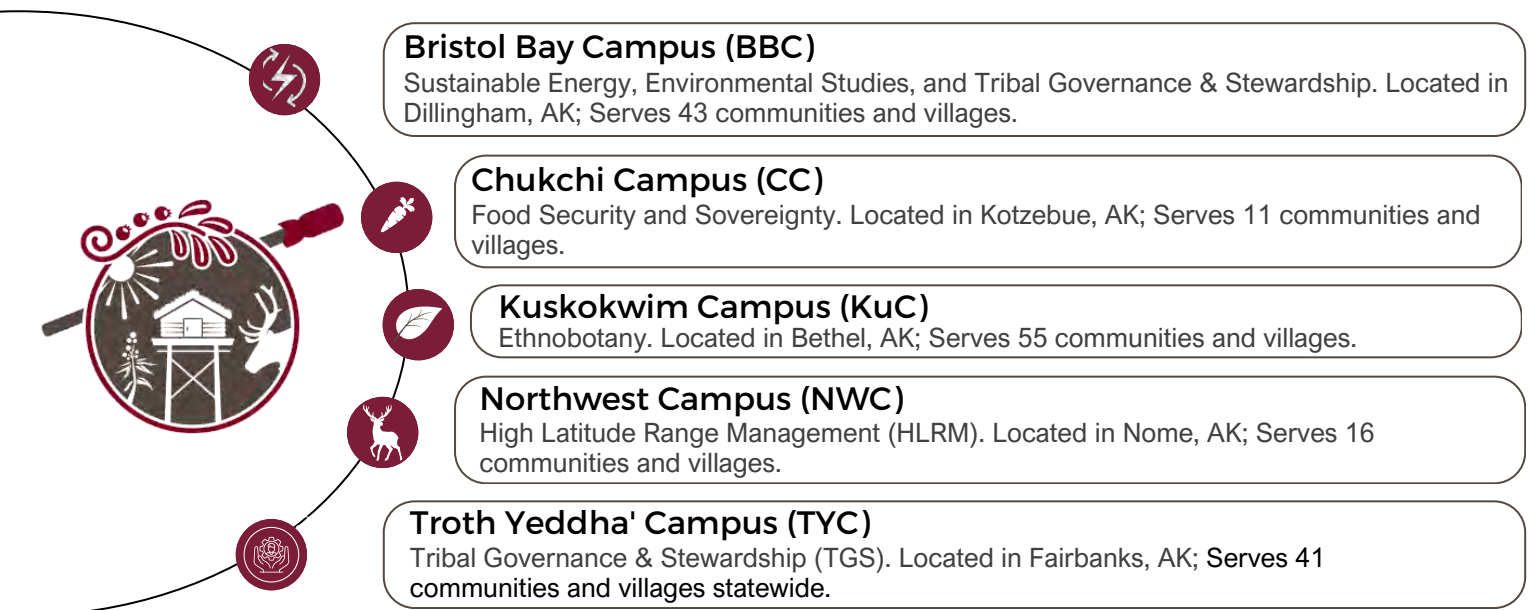 Bristol Bay Campus (BBC)
Sustainable Energy, Environmental Studies, and Tribal Governance & Stewardship. Located in
Dillingham, AK; Serves 43 communities and villages.
Chukchi Campus (CC)
Food Security and Sovereignty. Located in Kotzebue, AK; Serves 11 communities and
villages.
Kuskokwim Campus (KuC)
Ethnobotany. Located in Bethel, AK; Serves 55 communities and villages.
Northwest Campus (NWC)
High Latitude Range Management (HLRM). Located in Nome, AK; Serves 16
communities and villages.
Troth Yeddha' Campus (TYC)
Tribal Governance & Stewardship (TGS). Located in Fairbanks, AK; Serves 41
communities and villages statewide.